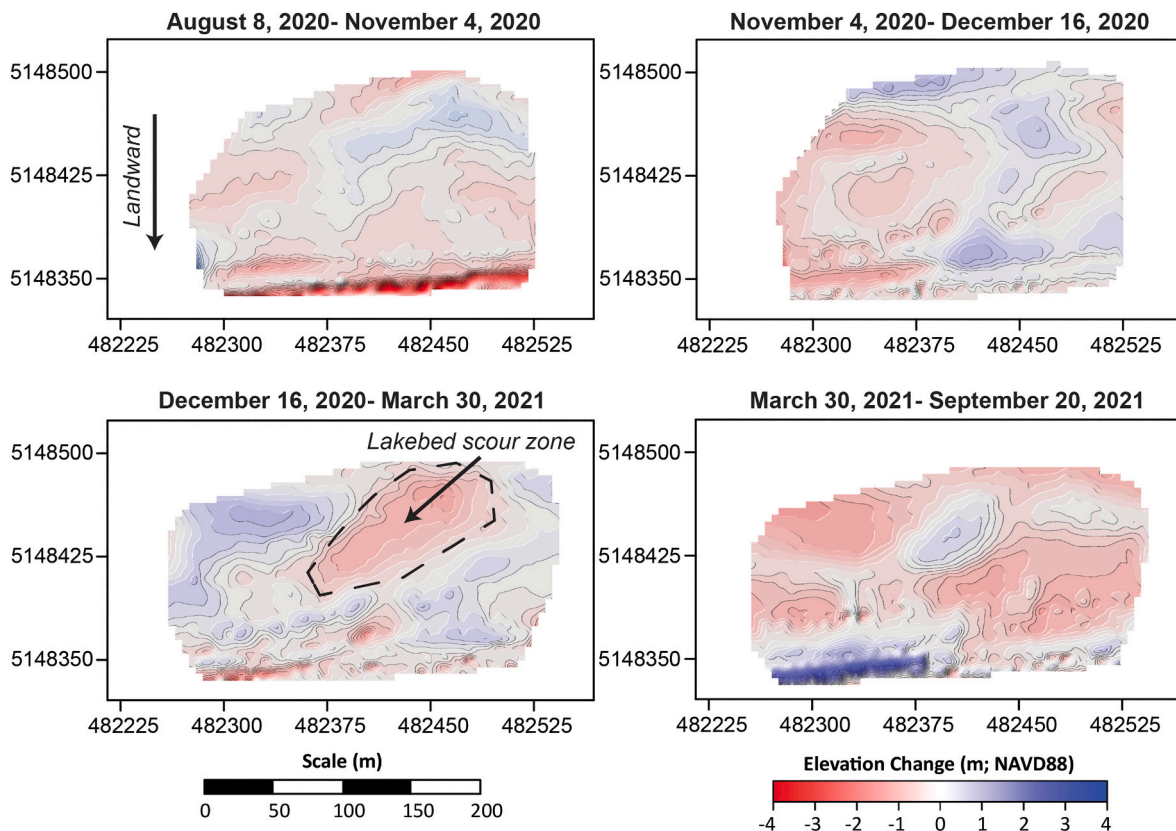 August 8, 2020- November 4, 2020
5148500
5148425
5148350
Landward
482225 482300 482375 482450 482525
November 4, 2020- December 16, 2020
5148500
5148425
5148350
482225 482300 482375 482450 482525
December 16, 2020- March 30, 2021
Lakebed scour zone
5148500
5148425
5148350
482225 482300 482375 482450 482525
March 30, 2021- September 20, 2021
5148500
5148425
5148350
482225 482300 482375 482450 482525
Scale (m)
0 50 100 150 200
Elevation Change (m; NAVD88)
-4 -3 -2 -1 0 1 2 3 4